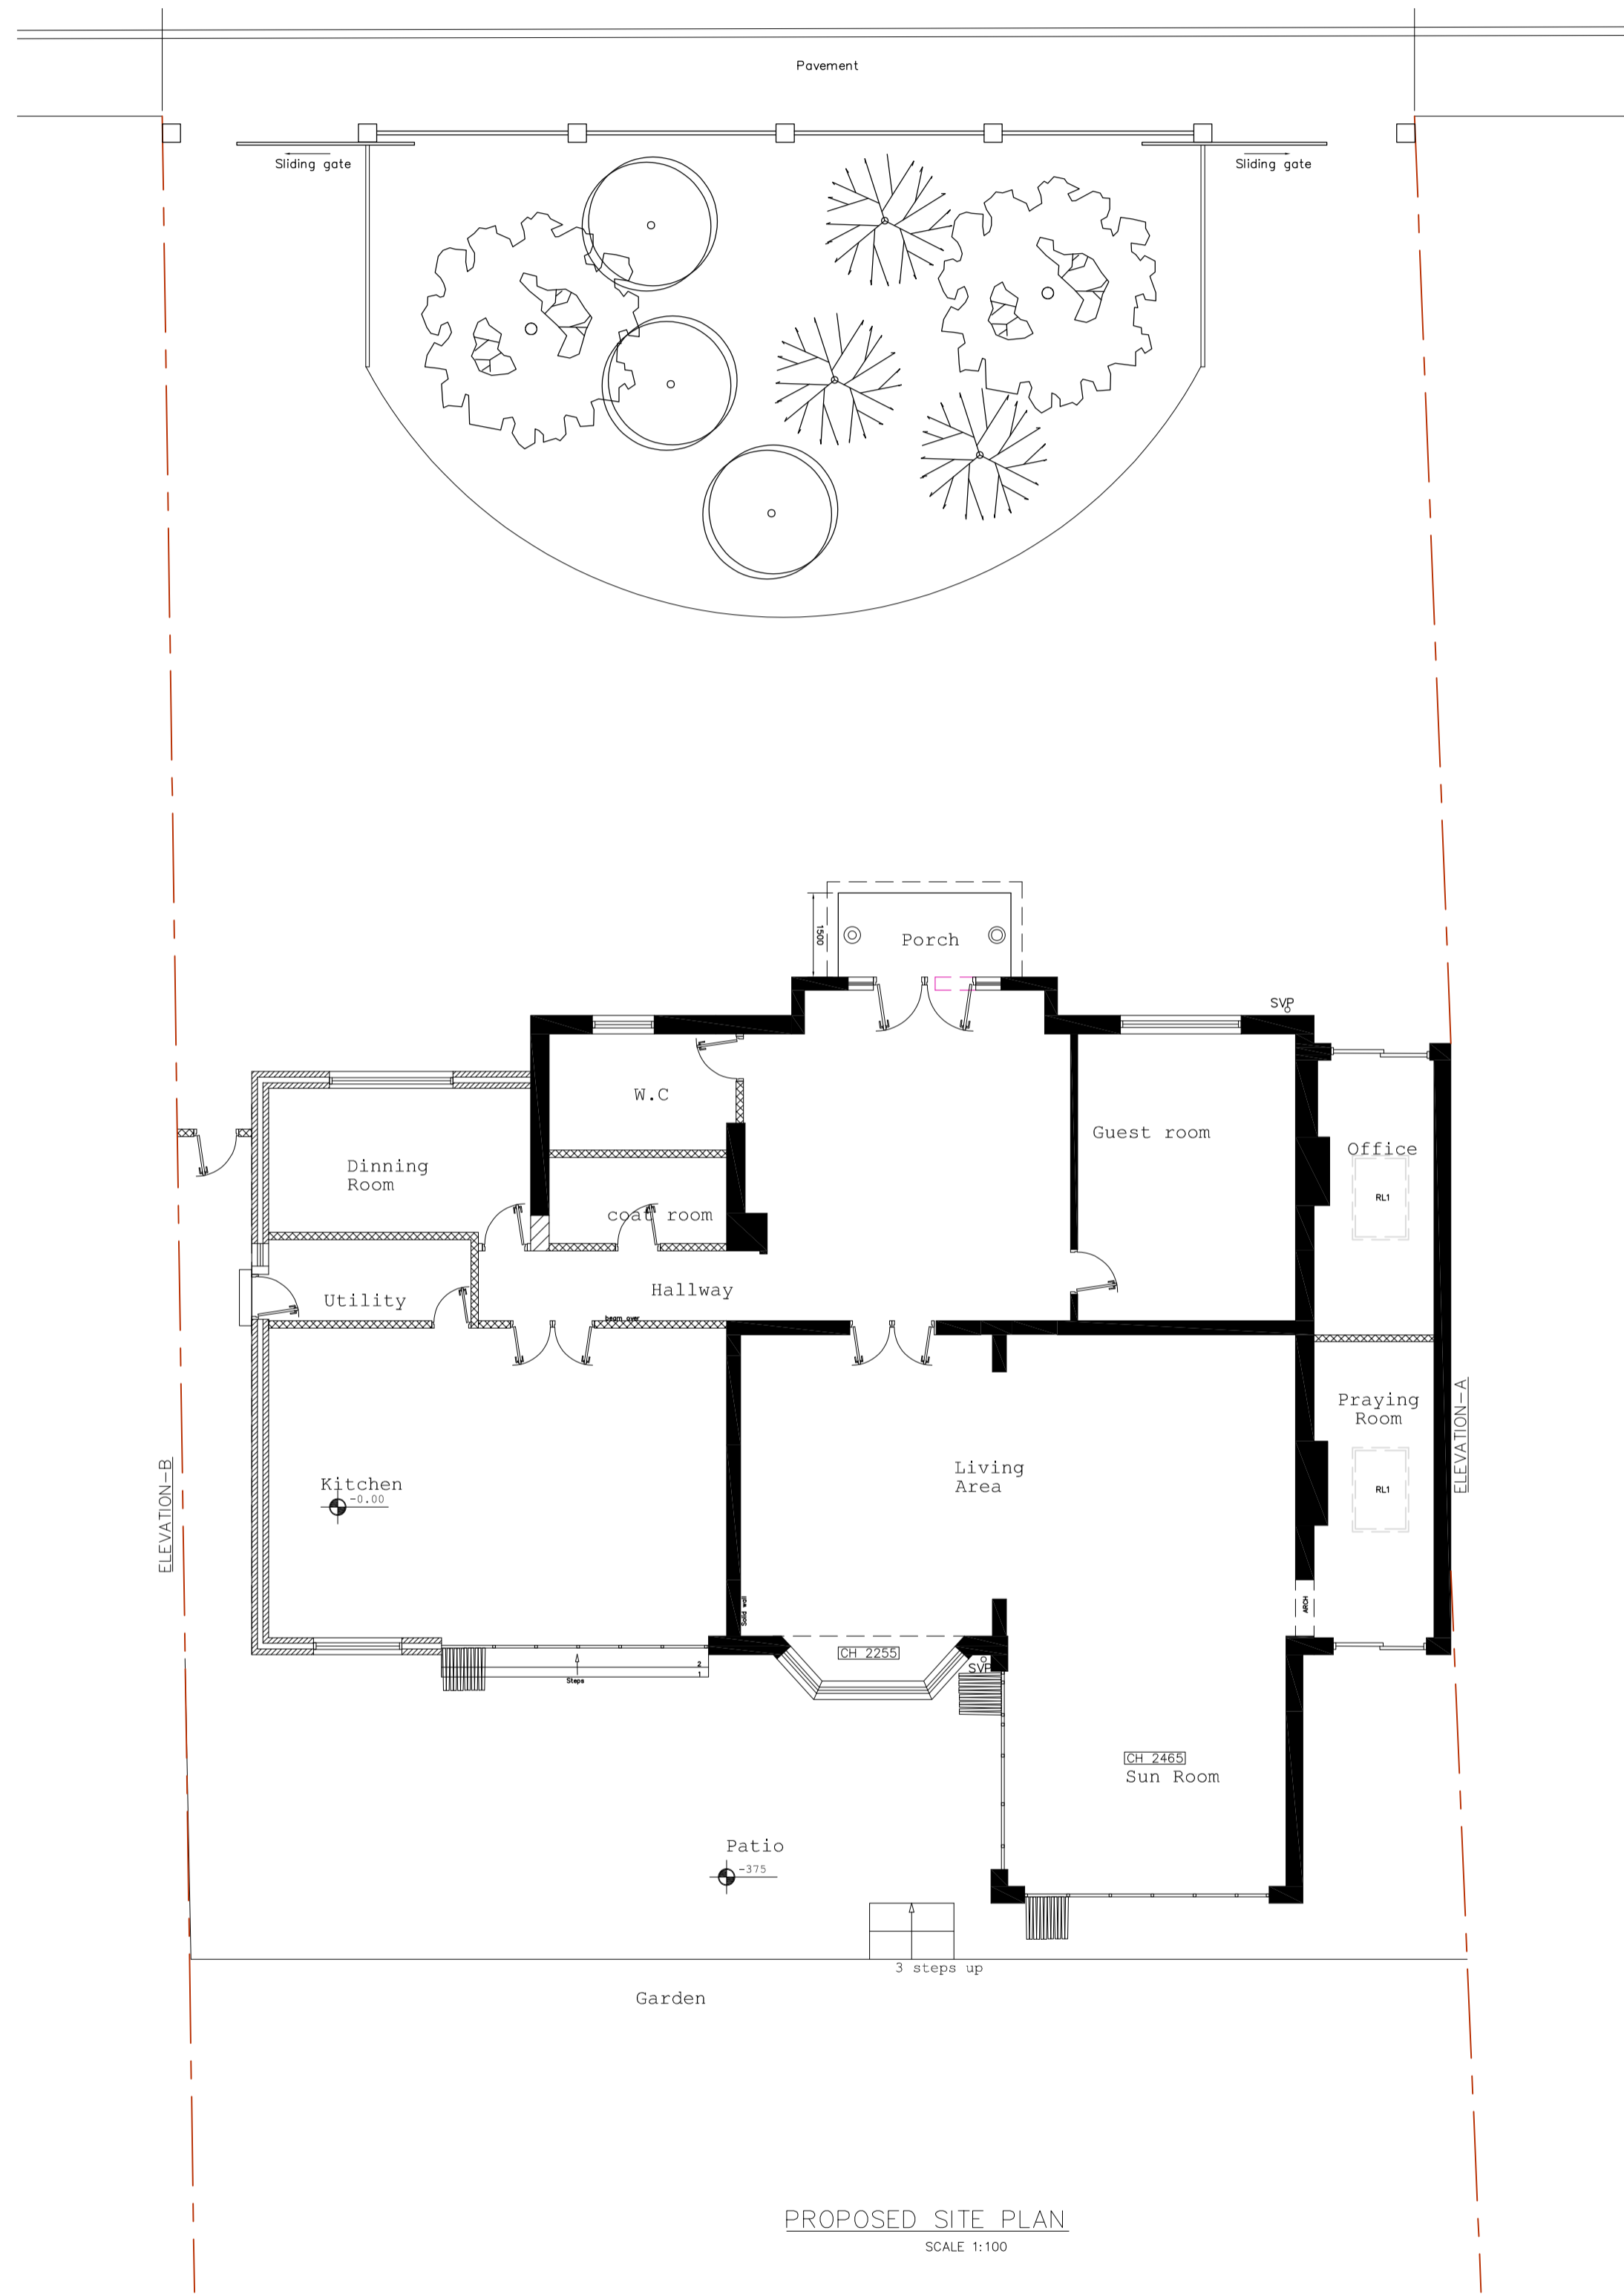 Pavement
Sliding gate
Sliding gate
1500
Porch
SVP
W.C
Guest room
Office
Dinning
Room
RL1
coat room
Hallway
Utility
beam over
Praying
Room
ELEVATION-A
Living
Area
ELEVATION-B
Kitchen
-0.00
RL1
Solid wall
ARCH
CH 2255
SVP
2
1
Steps
CH 2465
Sun Room
Patio
-375
3 steps up
Garden
PROPOSED SITE PLAN
SCALE 1:100